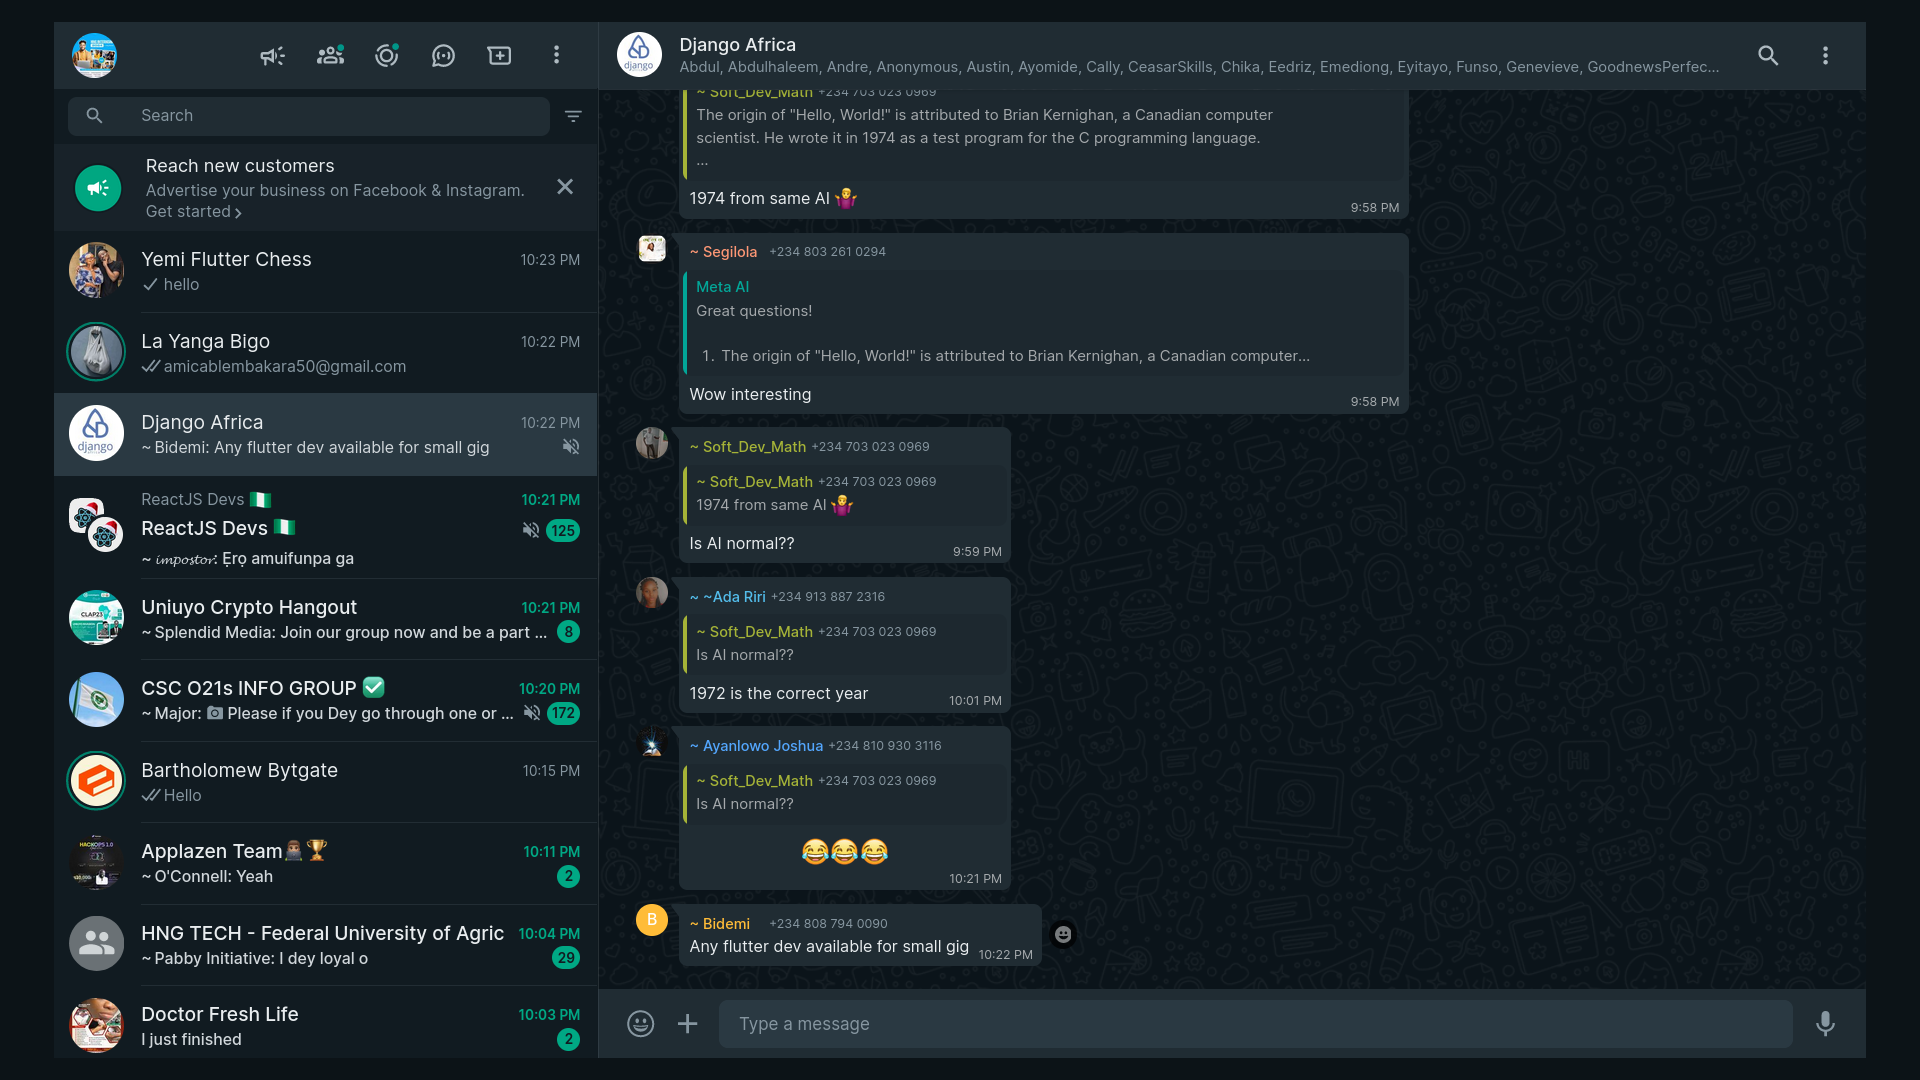 Search
Reach new customers
Advertise your business on Facebook & Instagram.
Get started
Yemi Flutter Chess
10:23 PM
hello
La Yanga Bigo
10:22 PM
amicablembakara50@gmail.com
django
Django Africa
10:22 PM
~ Bidemi: Any flutter dev available for small gig
ReactJS Devs 🇳🇬
10:21 PM
ReactJS Devs 🇳🇬
125
~ 𝓲𝓶𝓹𝓸𝓼𝓽𝓸𝓻: Ẹrọ amuifunpa ga
Uniuyo Crypto Hangout
10:21 PM
~ Splendid Media: Join our group now and be a part ...
8
CSC O21s INFO GROUP ✅
10:20 PM
~ Major: 📷 Please if you Dey go through one or ...
172
Bartholomew Bytgate
10:15 PM
Hello
Applazen Team
🏆
10:11 PM
~ O'Connell: Yeah
2
HNG TECH - Federal University of Agric
10:04 PM
~ Pabby Initiative: I dey loyal o
29
Doctor Fresh Life
10:03 PM
I just finished
2
django
Django Africa
Abdul, Abdulhaleem, Andre, Anonymous, Austin, Ayomide, Cally, CeasarSkills, Chika, Eedriz, Emediong, Eyitayo, Funso, Genevieve, GoodnewsPerfec...
~ Soft_Dev_Math +234 703 023 0969
The origin of "Hello, World!" is attributed to Brian Kernighan, a Canadian computer
scientist. He wrote it in 1974 as a test program for the C programming language.
...
1974 from same AI 🤷
9:58 PM
~ Segilola +234 803 261 0294
Meta AI
Great questions!
1. The origin of "Hello, World!" is attributed to Brian Kernighan, a Canadian computer...
Wow interesting
9:58 PM
~ Soft_Dev_Math +234 703 023 0969
~ Soft_Dev_Math +234 703 023 0969
1974 from same AI 🤷
Is AI normal??
9:59 PM
~ ~Ada Riri +234 913 887 2316
~ Soft_Dev_Math +234 703 023 0969
Is AI normal??
1972 is the correct year
10:01 PM
~ Ayanlowo Joshua +234 810 930 3116
~ Soft_Dev_Math +234 703 023 0969
Is AI normal??
😂😂😂
10:21 PM
B
~ Bidemi +234 808 794 0090
Any flutter dev available for small gig
10:22 PM
Type a message